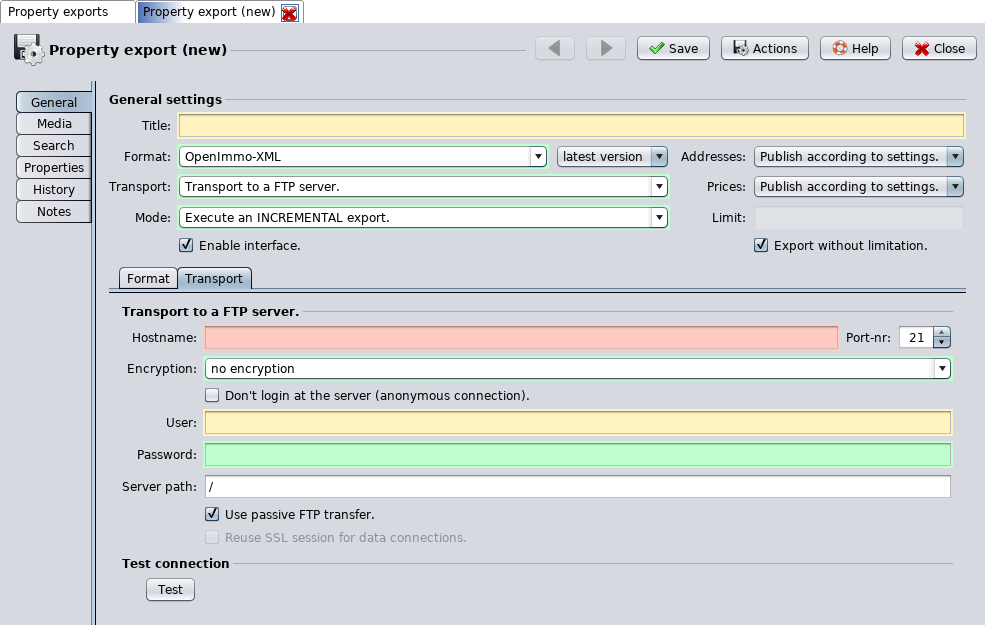 Property exports
Property export (new)
Property export (new)
Save
Actions
Help
Close
General
Media
Search
Properties
History
Notes
General settings
Title:
Format: OpenImmo-XML latest version Addresses: Publish according to settings.
Transport: Transport to a FTP server. Prices: Publish according to settings.
Mode: Execute an INCREMENTAL export. Limit:
Enable interface. Export without limitation.
Format Transport
Transport to a FTP server.
Hostname: Port-nr: 21
Encryption: no encryption
Don't login at the server (anonymous connection).
User:
Password:
Server path: /
Use passive FTP transfer.
Reuse SSL session for data connections.
Test connection
Test